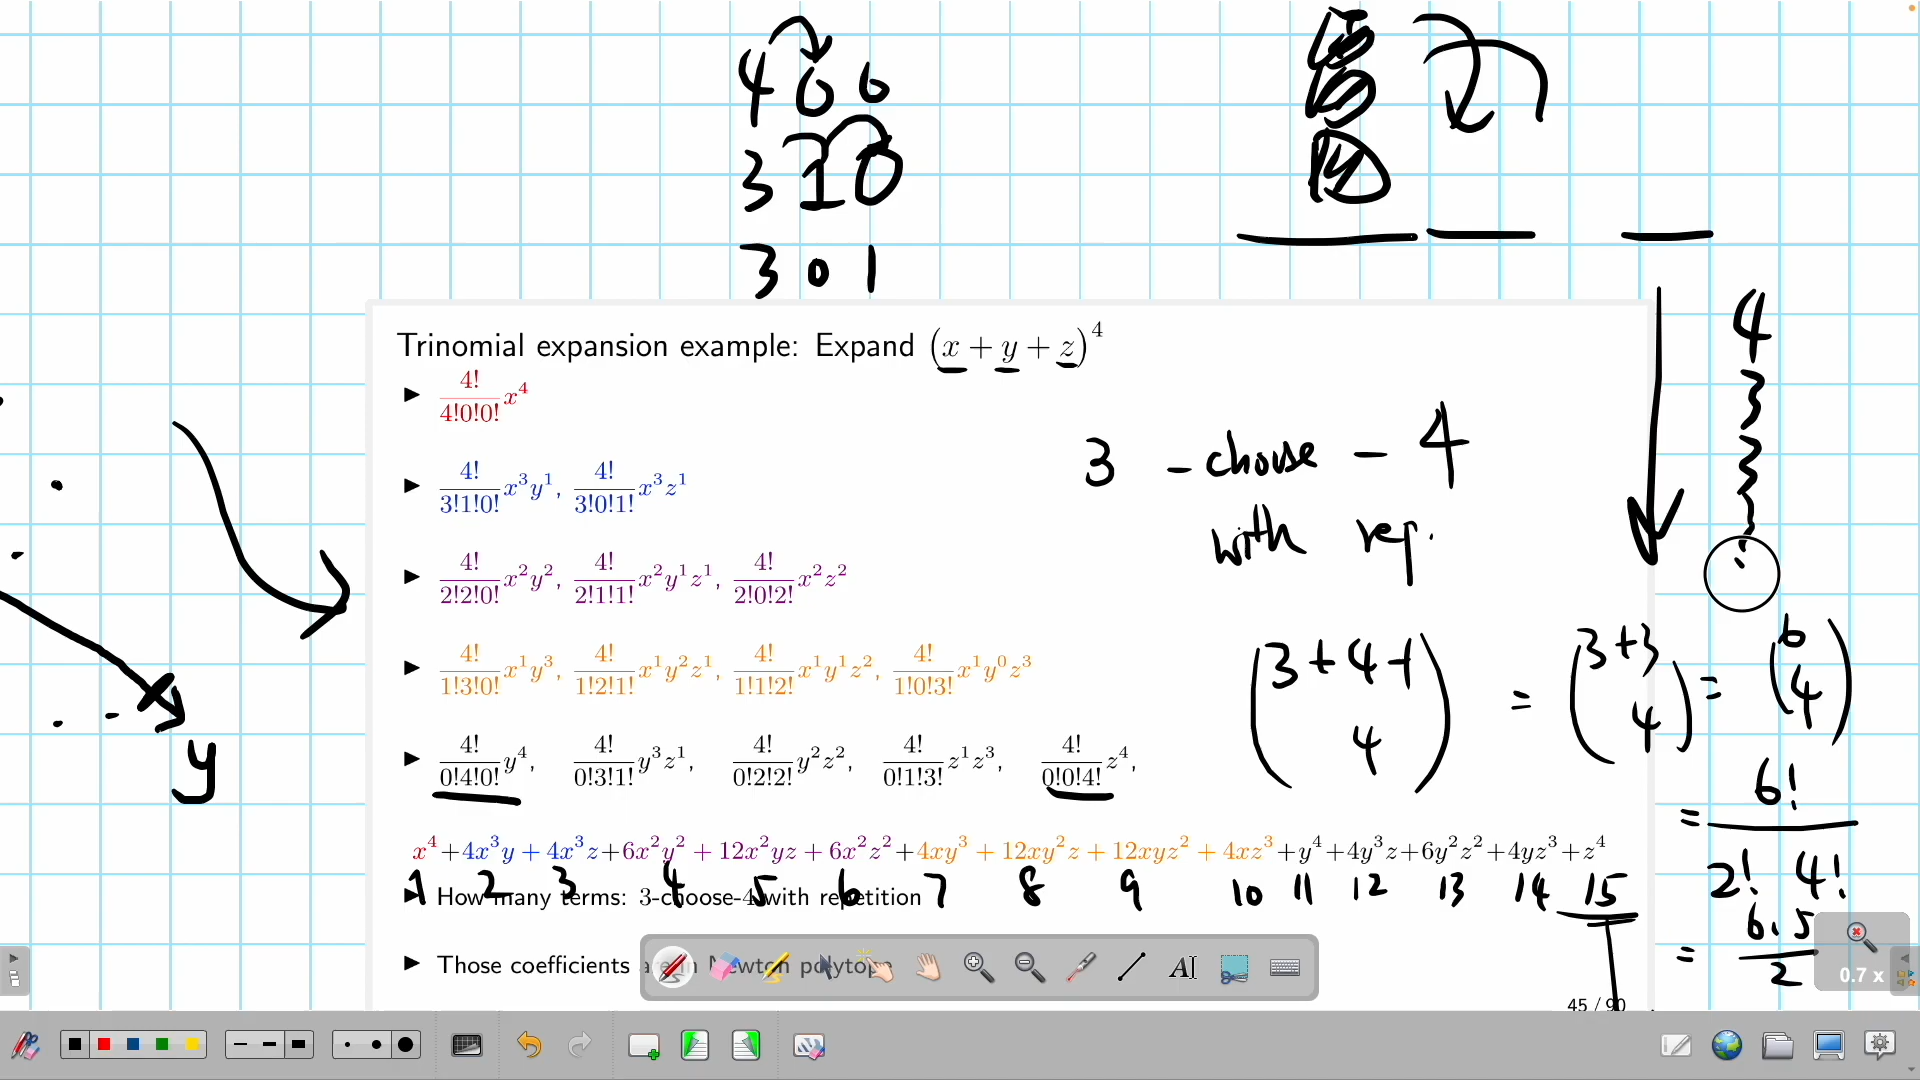 4 0 0
3 1 0
3 0 1
Trinomial expansion example: Expand (x + y + z)^4
4!/(4!0!0!) x^4
4!/(3!1!0!) x^3y^1, 4!/(3!0!1!) x^3z^1
4!/(2!2!0!) x^2y^2, 4!/(2!1!1!) x^2y^1z^1, 4!/(2!0!2!) x^2z^2
4!/(1!3!0!) x^1y^3, 4!/(1!2!1!) x^1y^2z^1, 4!/(1!1!2!) x^1y^1z^2, 4!/(1!0!3!) x^1y^0z^3
4!/(0!4!0!) y^4, 4!/(0!3!1!) y^3z^1, 4!/(0!2!2!) y^2z^2, 4!/(0!1!3!) z^1z^3, 4!/(0!0!4!) z^4,
x^4+4x^3y + 4x^3z+6x^2y^2 + 12x^2yz + 6x^2z^2+4xy^3 + 12xy^2z + 12xyz^2 + 4xz^3+y^4+4y^3z+6y^2z^2+4yz^3+z^4
1 2 3 4 5 6 7 8 9 10 11 12 13 14 15
How many terms: 3-choose-4 with repetition
Those coefficients are in Newton polytope
45 / 90
3 - choose - 4
with rep.
(3+4-1 4) = (3+3 4) = (6 4)
= 6!/(2! 4!)
= 6.5/2
4
y
AI
0.7 x